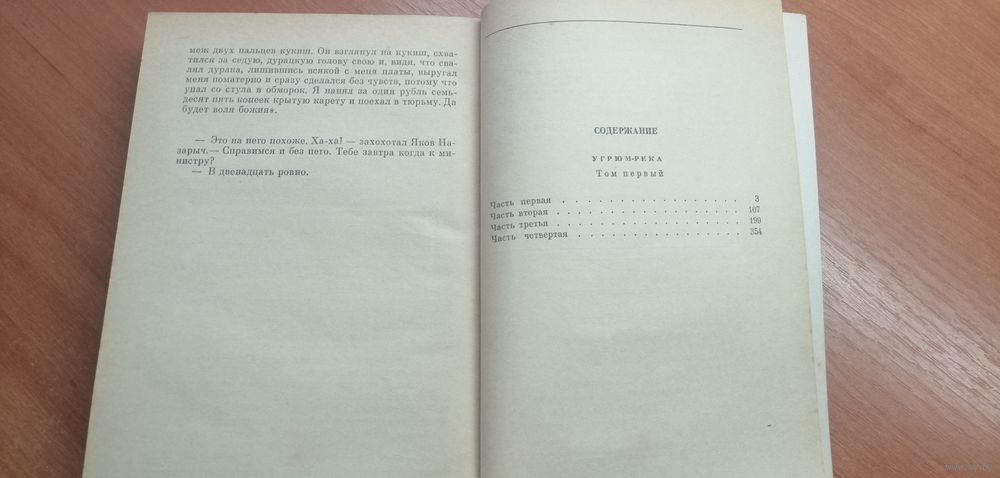 меж двух пальцев кукиш. Он взглянул на кукиш, схва-
тился за седую, дурацкую голову свою и, видя, что сва-
лял дурака, лишившись всякой с меня платы, выругал
меня поматерно и сразу сделался без чувств, потому что
упал со стула в обморок. Я нанял за один рубль семь-
десят пять копеек крытую карету и поехал в тюрьму. Да
будет воля божия».
— Это на него похоже. Ха-ха! — захохотал Яков На-
зарыч.— Справимся и без него. Тебе завтра когда к ми-
нистру?
— В двенадцать ровно.
СОДЕРЖАНИЕ
УГРЮМ-РЕКА
Том первый
Часть первая . . . . . . . . . . . . . . . . . 3
Часть вторая . . . . . . . . . . . . . . . . . 107
Часть третья . . . . . . . . . . . . . . . . . 199
Часть четвертая . . . . . . . . . . . . . . . 354